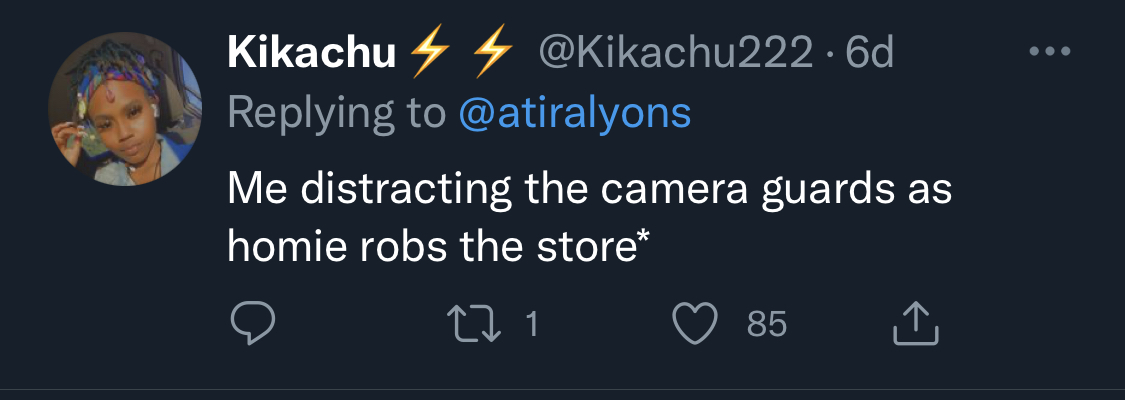 Kikachu⚡⚡ @Kikachu222 · 6d
Replying to @atiralyons
Me distracting the camera guards as
homie robs the store*
1 85